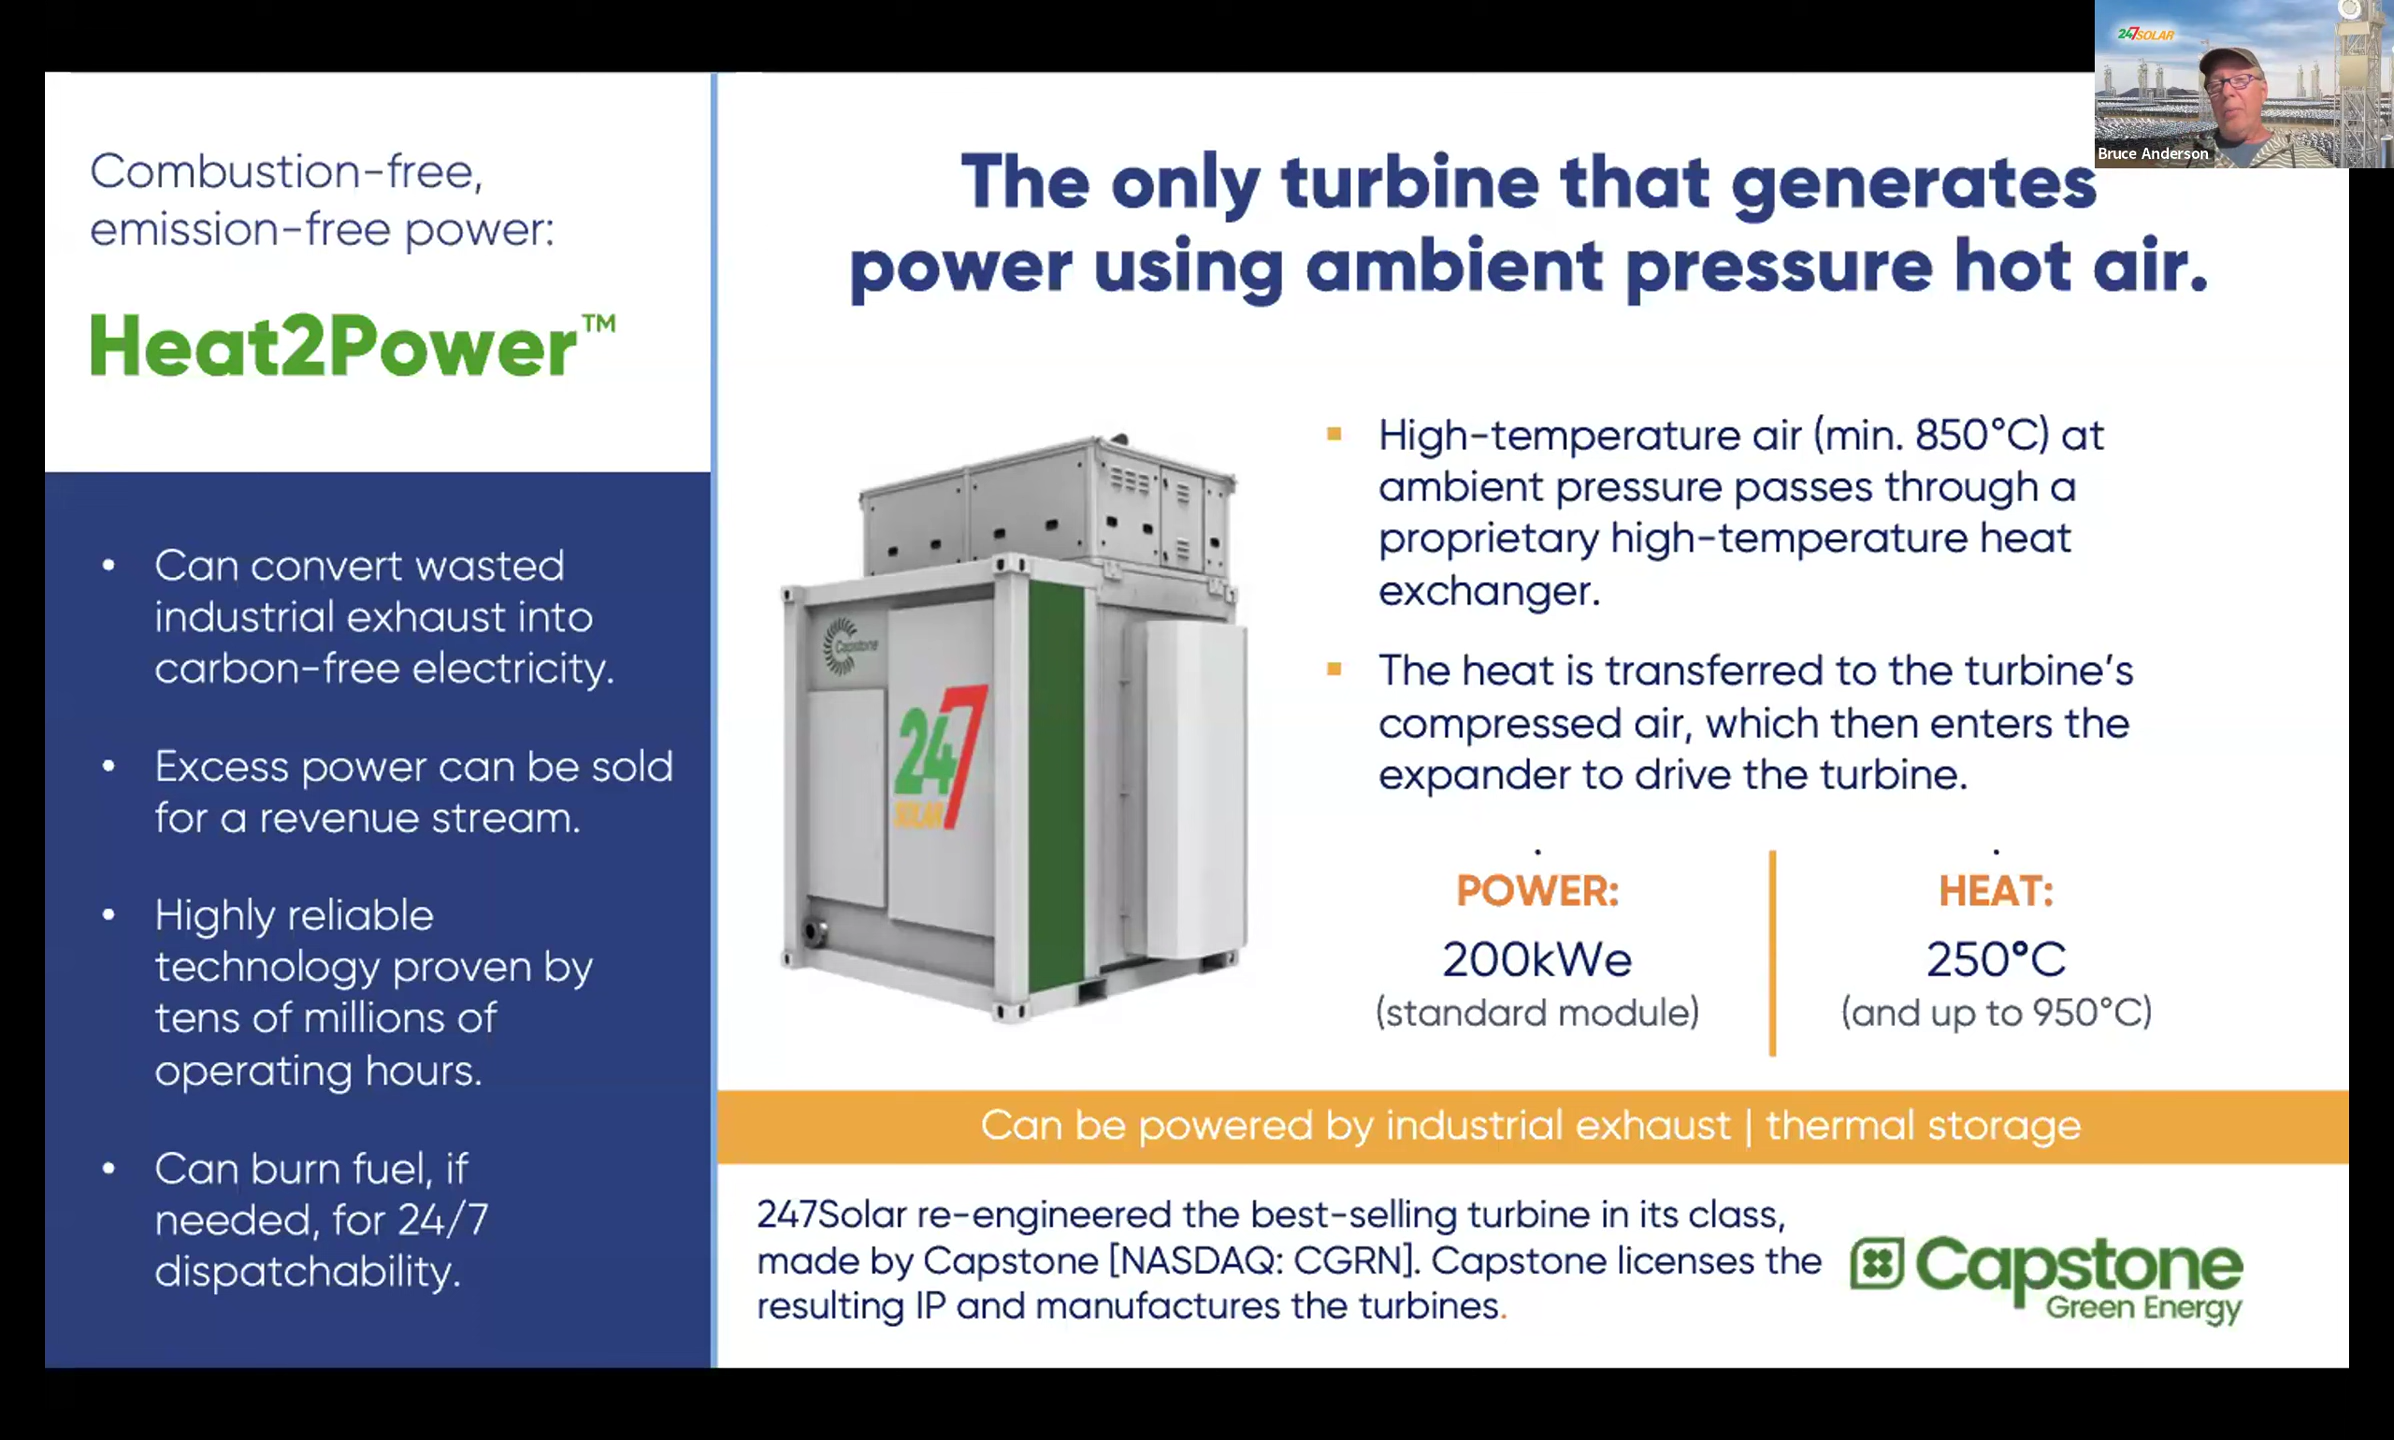 247SOLAR
Bruce Anderson
Combustion-free,
emission-free power:
Heat2Power™
• Can convert wasted
industrial exhaust into
carbon-free electricity.
• Excess power can be sold
for a revenue stream.
• Highly reliable
technology proven by
tens of millions of
operating hours.
• Can burn fuel, if
needed, for 24/7
dispatchability.
The only turbine that generates
power using ambient pressure hot air.
Capstone
247
SOLAR
▪ High-temperature air (min. 850°C) at
ambient pressure passes through a
proprietary high-temperature heat
exchanger.
▪ The heat is transferred to the turbine’s
compressed air, which then enters the
expander to drive the turbine.
POWER:
200kWe
(standard module)
HEAT:
250°C
(and up to 950°C)
Can be powered by industrial exhaust | thermal storage
247Solar re-engineered the best-selling turbine in its class,
made by Capstone [NASDAQ: CGRN]. Capstone licenses the
resulting IP and manufactures the turbines.
Capstone
Green Energy